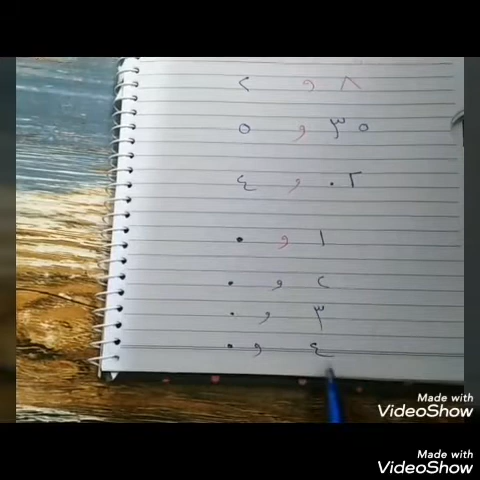 ٨ و ٢
٣٥ و ٥
٠٢ و ٤
١ و ٠
٢ و ٠
٣ و ٠
٤ و ٠
Made with
VideoShow
Made with
VideoShow